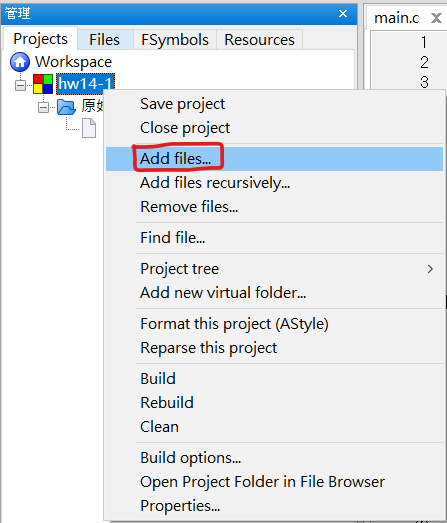 管理
main.c
Projects Files FSymbols Resources
Workspace
hw14-1
原始
1
2
3
Save project
Close project
Add files...
Add files recursively...
Remove files...
Find file...
Project tree
Add new virtual folder...
Format this project (AStyle)
Reparse this project
Build
Rebuild
Clean
Build options...
Open Project Folder in File Browser
Properties...